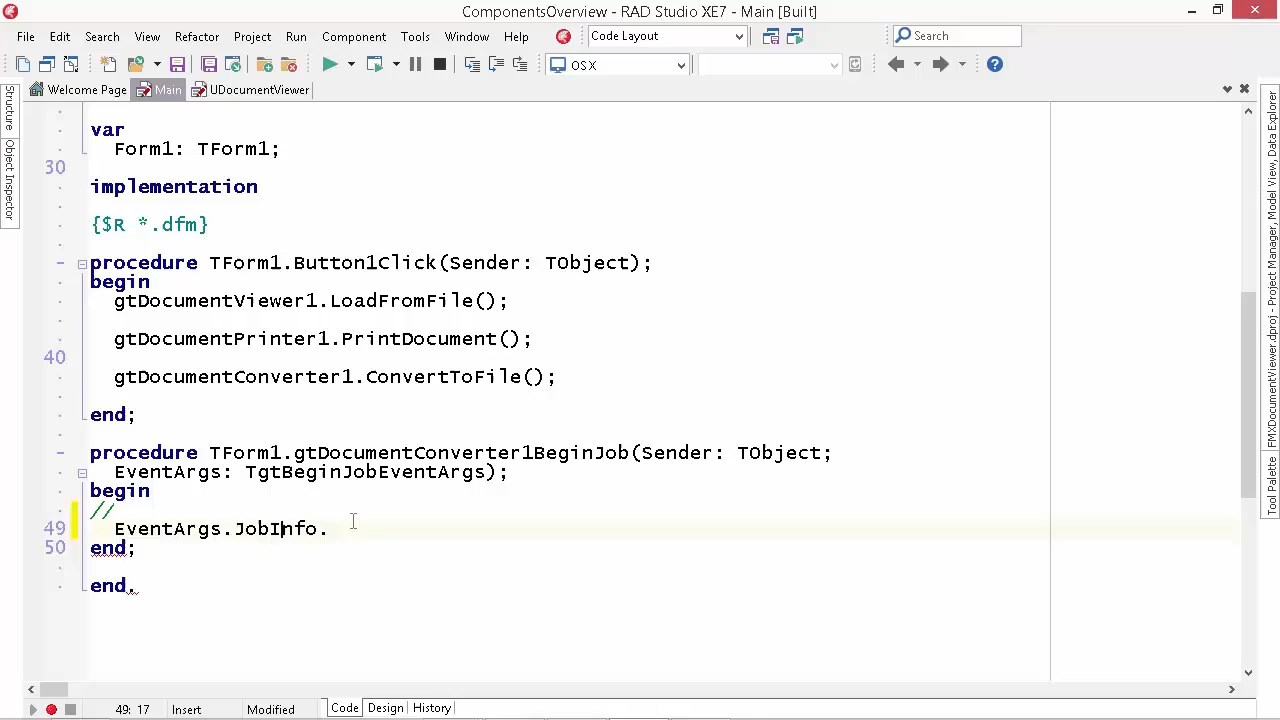 ComponentsOverview - RAD Studio XE7 - Main [Built]
File Edit Search View Refactor Project Run Component Tools Window Help Code Layout Search
OSX
Welcome Page Main UDocumentViewer
Structure
Object Inspector
var
Form1: TForm1;
30
implementation
{$R *.dfm}
procedure TForm1.Button1Click(Sender: TObject);
begin
gtDocumentViewer1.LoadFromFile();
gtDocumentPrinter1.PrintDocument();
40
gtDocumentConverter1.ConvertToFile();
end;
procedure TForm1.gtDocumentConverter1BeginJob(Sender: TObject;
EventArgs: TgtBeginJobEventArgs);
begin
//
49 EventArgs.JobInfo.
50 end;
end.
FMXDocumentViewer.dproj - Project Manager, Model View, Data Explorer
Tool Palette
49: 17 Insert Modified Code Design History